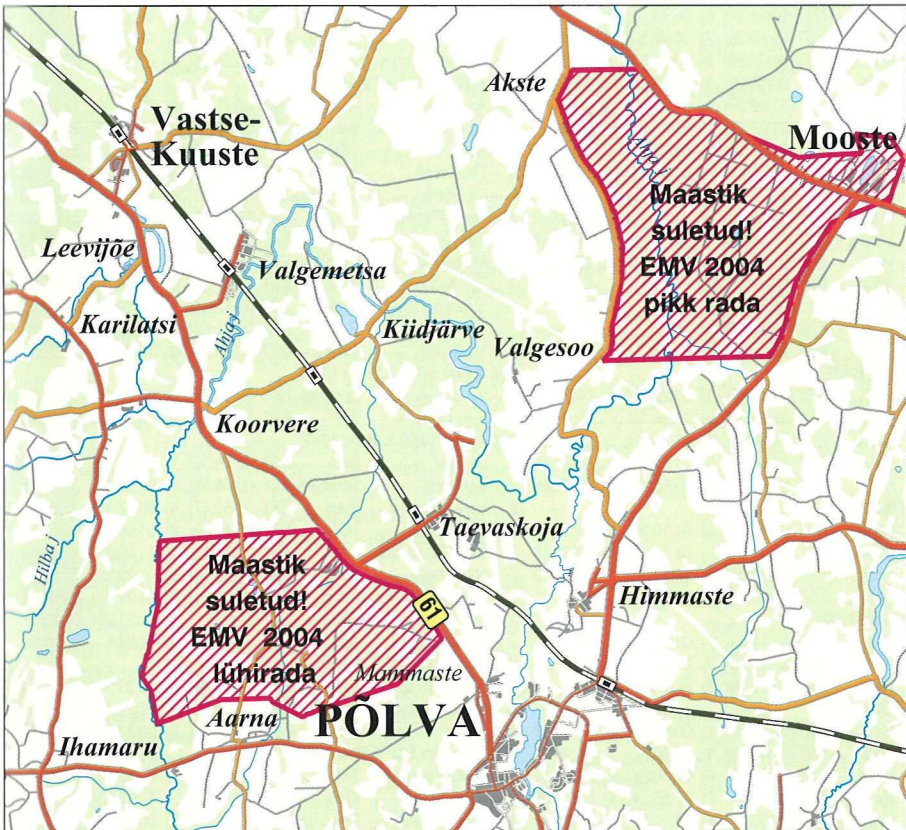 Akste
Vastse-
Kuuste
Mooste
Ahja j
Maastik
suletud!
EMV 2004
pikk rada
Leevijõe
Valgemetsa
Karilatsi
Ahja j
Kiidjärve
Valgesoo
Koorvere
Taevaskoja
Hilba j
Maastik
suletud!
EMV 2004
lühirada
61
Himmaste
Mammaste
PÕLVA
Aarna
Ihamaru